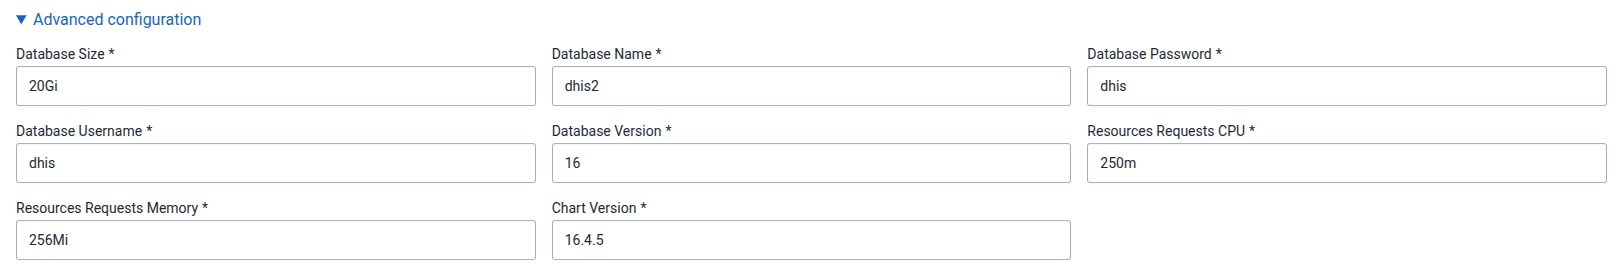 ▼ Advanced configuration
Database Size * Database Name * Database Password *
20Gi dhis2 dhis
Database Username * Database Version * Resources Requests CPU *
dhis 16 250m
Resources Requests Memory * Chart Version *
256Mi 16.4.5